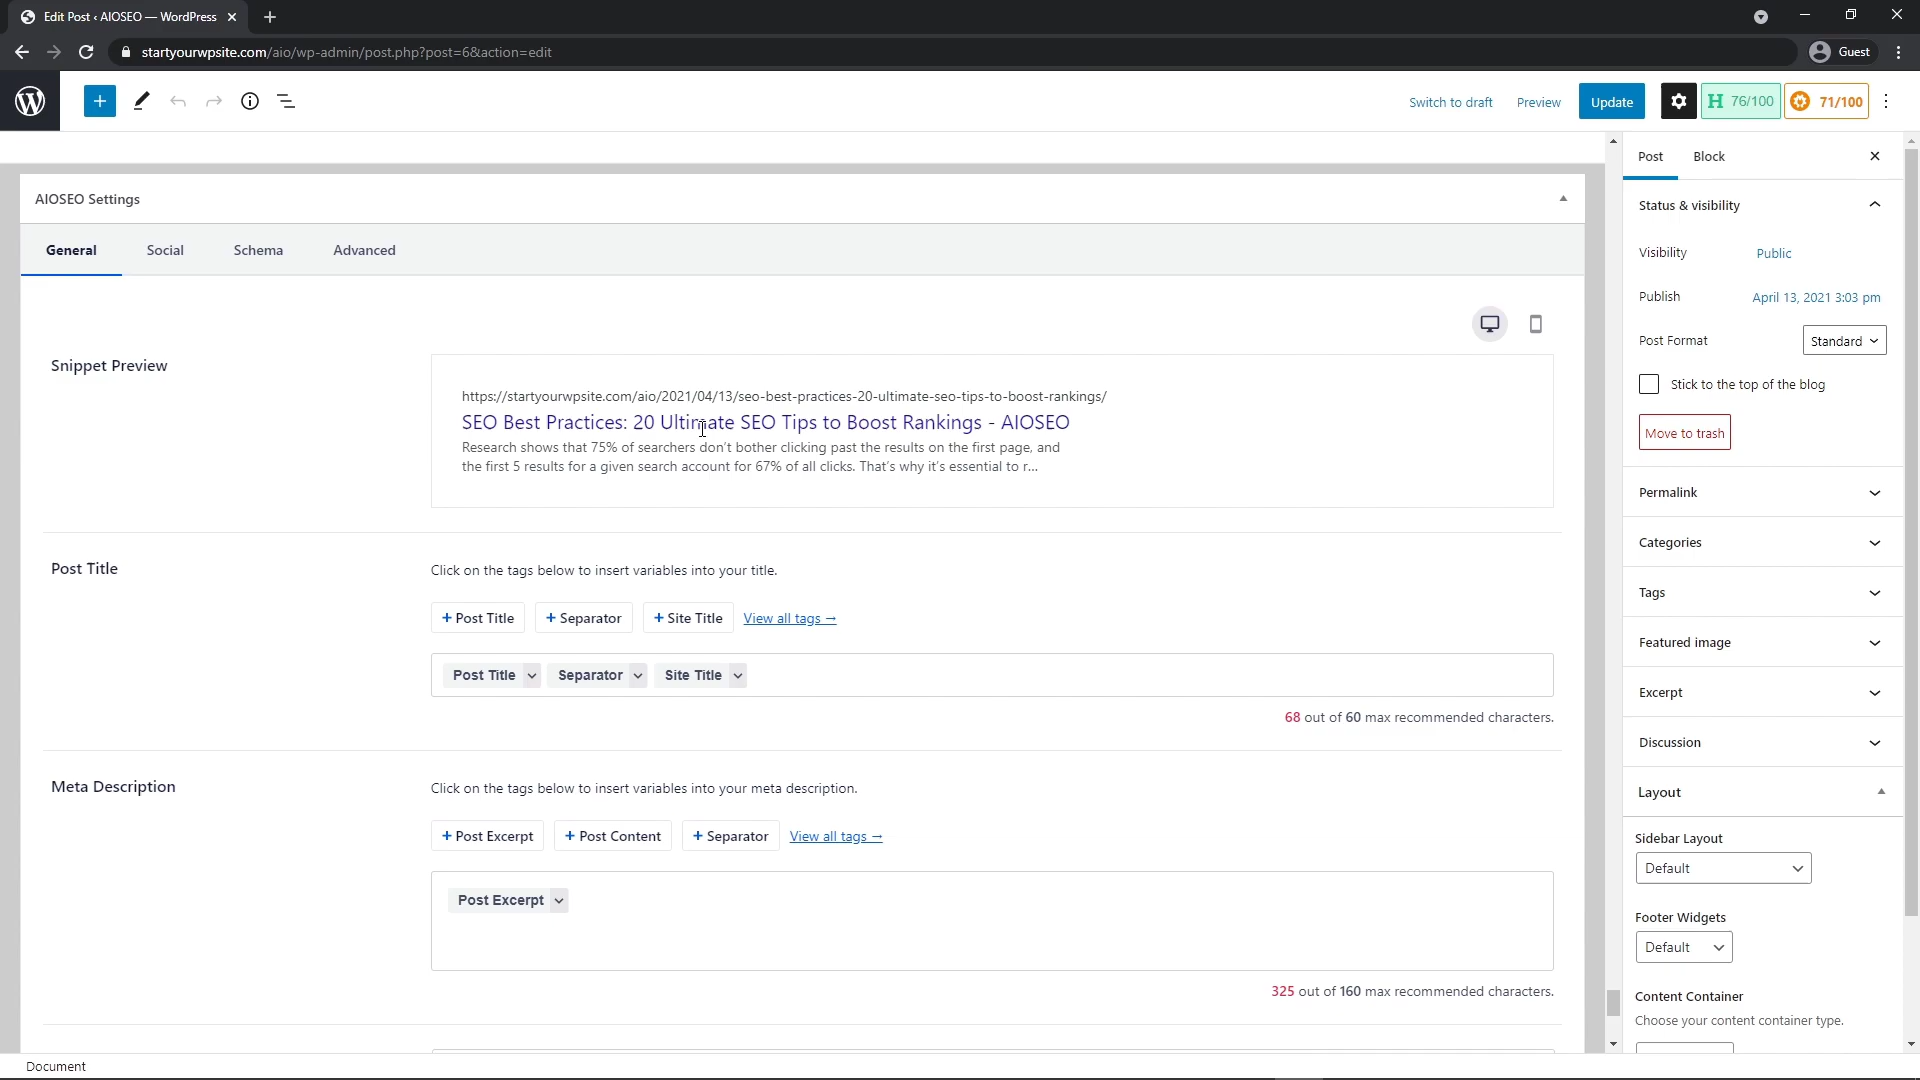 Edit Post ‹ AIOSEO — WordPress
startyourwpsite.com/aio/wp-admin/post.php?post=6&action=edit
Guest
Switch to draft
Preview
Update
H 76/100
71/100
AIOSEO Settings
General
Social
Schema
Advanced
Snippet Preview
https://startyourwpsite.com/aio/2021/04/13/seo-best-practices-20-ultimate-seo-tips-to-boost-rankings/
SEO Best Practices: 20 Ultimate SEO Tips to Boost Rankings - AIOSEO
Research shows that 75% of searchers don't bother clicking past the results on the first page, and
the first 5 results for a given search account for 67% of all clicks. That's why it's essential to r...
Post Title
Click on the tags below to insert variables into your title.
+ Post Title
+ Separator
+ Site Title
View all tags →
Post Title
Separator
Site Title
68 out of 60 max recommended characters.
Meta Description
Click on the tags below to insert variables into your meta description.
+ Post Excerpt
+ Post Content
+ Separator
View all tags →
Post Excerpt
325 out of 160 max recommended characters.
Document
Post
Block
Status & visibility
Visibility
Public
Publish
April 13, 2021 3:03 pm
Post Format
Standard
Stick to the top of the blog
Move to trash
Permalink
Categories
Tags
Featured image
Excerpt
Discussion
Layout
Sidebar Layout
Default
Footer Widgets
Default
Content Container
Choose your content container type.